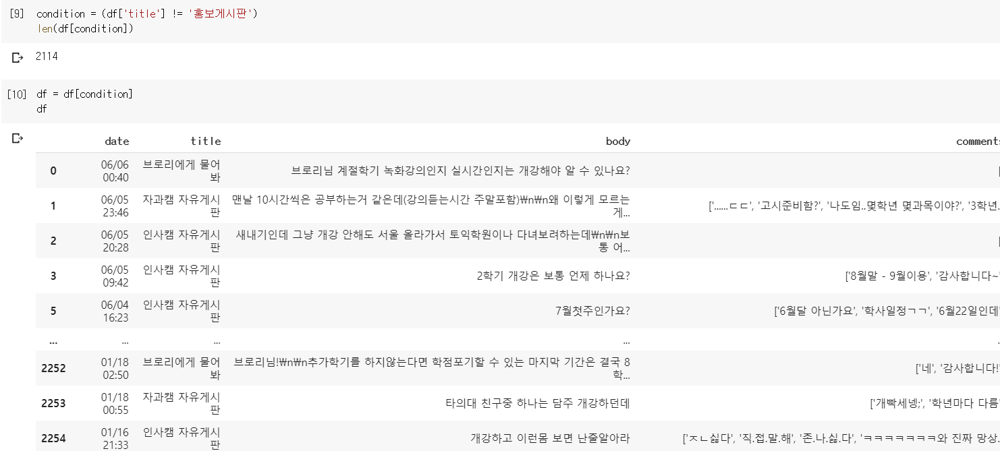 [9] condition = (df['title'] != '홍보게시판')
len(df[condition])
2114
[10] df = df[condition]
df
date title body comments
0 06/06 00:40 브로리에게 물어봐 브로리님 계절학기 녹화강의인지 실시간인지는 개강해야 알 수 있나요? [
1 06/05 23:46 자과캠 자유게시판 맨날 10시간씩은 공부하는거 같은데(강의듣는시간 주말포함)₩n₩n왜 이렇게 모르는게... ['......ㄷㄷ', '고시준비함?', '나도임..몇학년 몇과목이야?', '3학년.
2 06/05 20:28 인사캠 자유게시판 새내기인데 그냥 개강 안해도 서울 올라가서 토익학원이나 다녀보려하는데₩n₩n보통 어... [
3 06/05 09:42 인사캠 자유게시판 2학기 개강은 보통 언제 하나요? ['8월말 - 9월이용', '감사합니다~'
5 06/04 16:23 인사캠 자유게시판 7월첫주인가요? ['6월달 아닌가요', '학사일정ㄱㄱ', '6월22일인데'
... ... ... ... .
2252 01/18 02:50 브로리에게 물어봐 브로리님!₩n₩n추가학기를 하지않는다면 학점포기할 수 있는 마지막 기간은 결국 8학... ['네', '감사합니다!'
2253 01/18 00:55 자과캠 자유게시판 타의대 친구중 하나는 담주 개강하던데 ['개빡세넹;', '학년마다 다름'
2254 01/16 21:33 인사캠 자유게시판 개강하고 이런몸 보면 난줄알아라 ['ㅈㄴ싫다', '직.접.말.해', '존.나.싫.다', 'ㅋㅋㅋㅋㅋㅋㅋ와 진짜 망상.